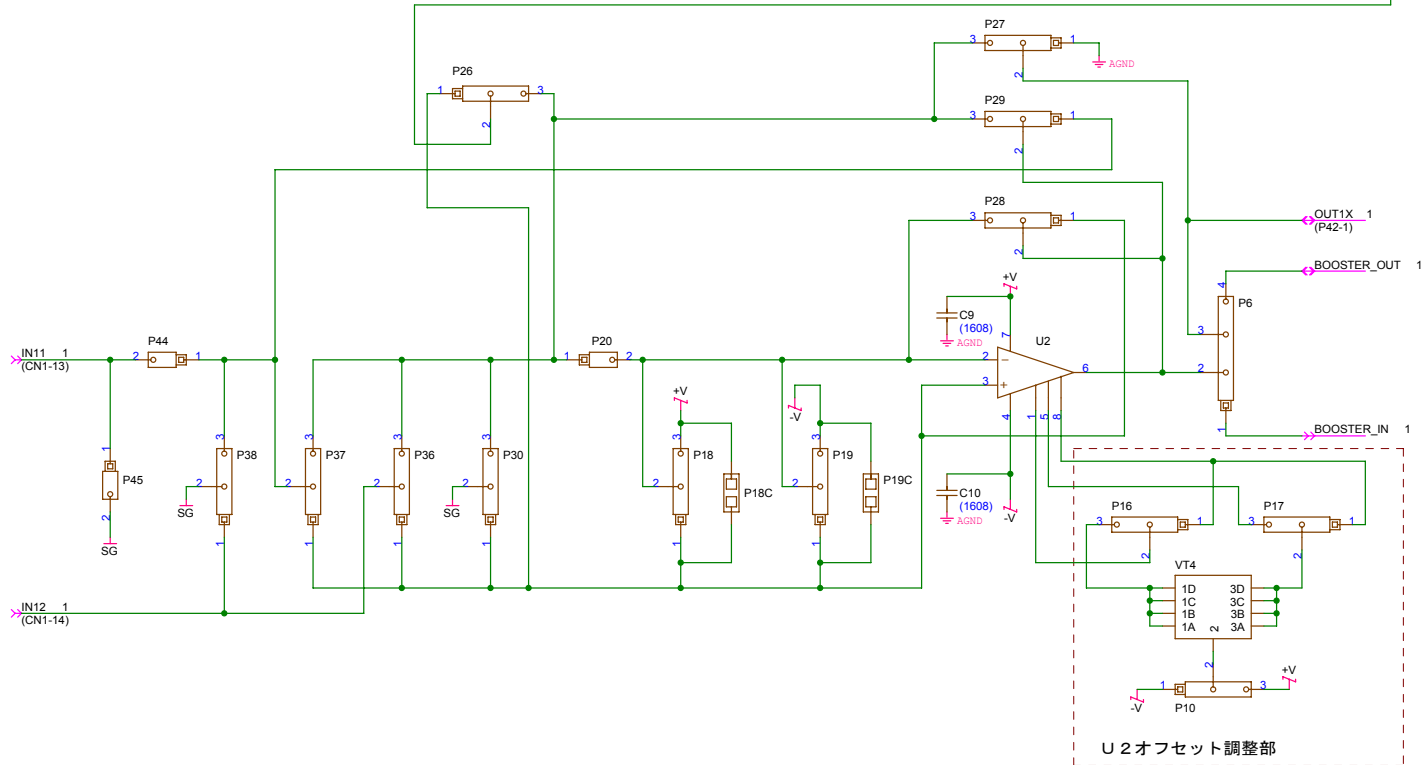 P27
3
1
2
AGND
P26
1
3
2
P29
3
1
2
P28
3
1
2
OUT1X 1
(P42-1)
BOOSTER_OUT 1
4
P6
3
2
1
BOOSTER_IN 1
+V
C9
(1608)
AGND
7
U2
2
3
6
4
1
5
8
C10
(1608)
AGND
-V
IN11 1
(CN1-13)
P44
2
1
P20
1
2
+V
-V
1
P45
2
SG
3
P38
2
SG
1
3
P37
2
1
3
P36
2
1
3
P30
2
SG
1
3
P18
2
1
P18C
3
P19
2
1
P19C
IN12 1
(CN1-14)
P16
3
1
2
P17
3
1
2
VT4
1D 3D
1C 3C
1B 3B
1A 2 3A
2
1
3
+V
-V
P10
U2オフセット調整部